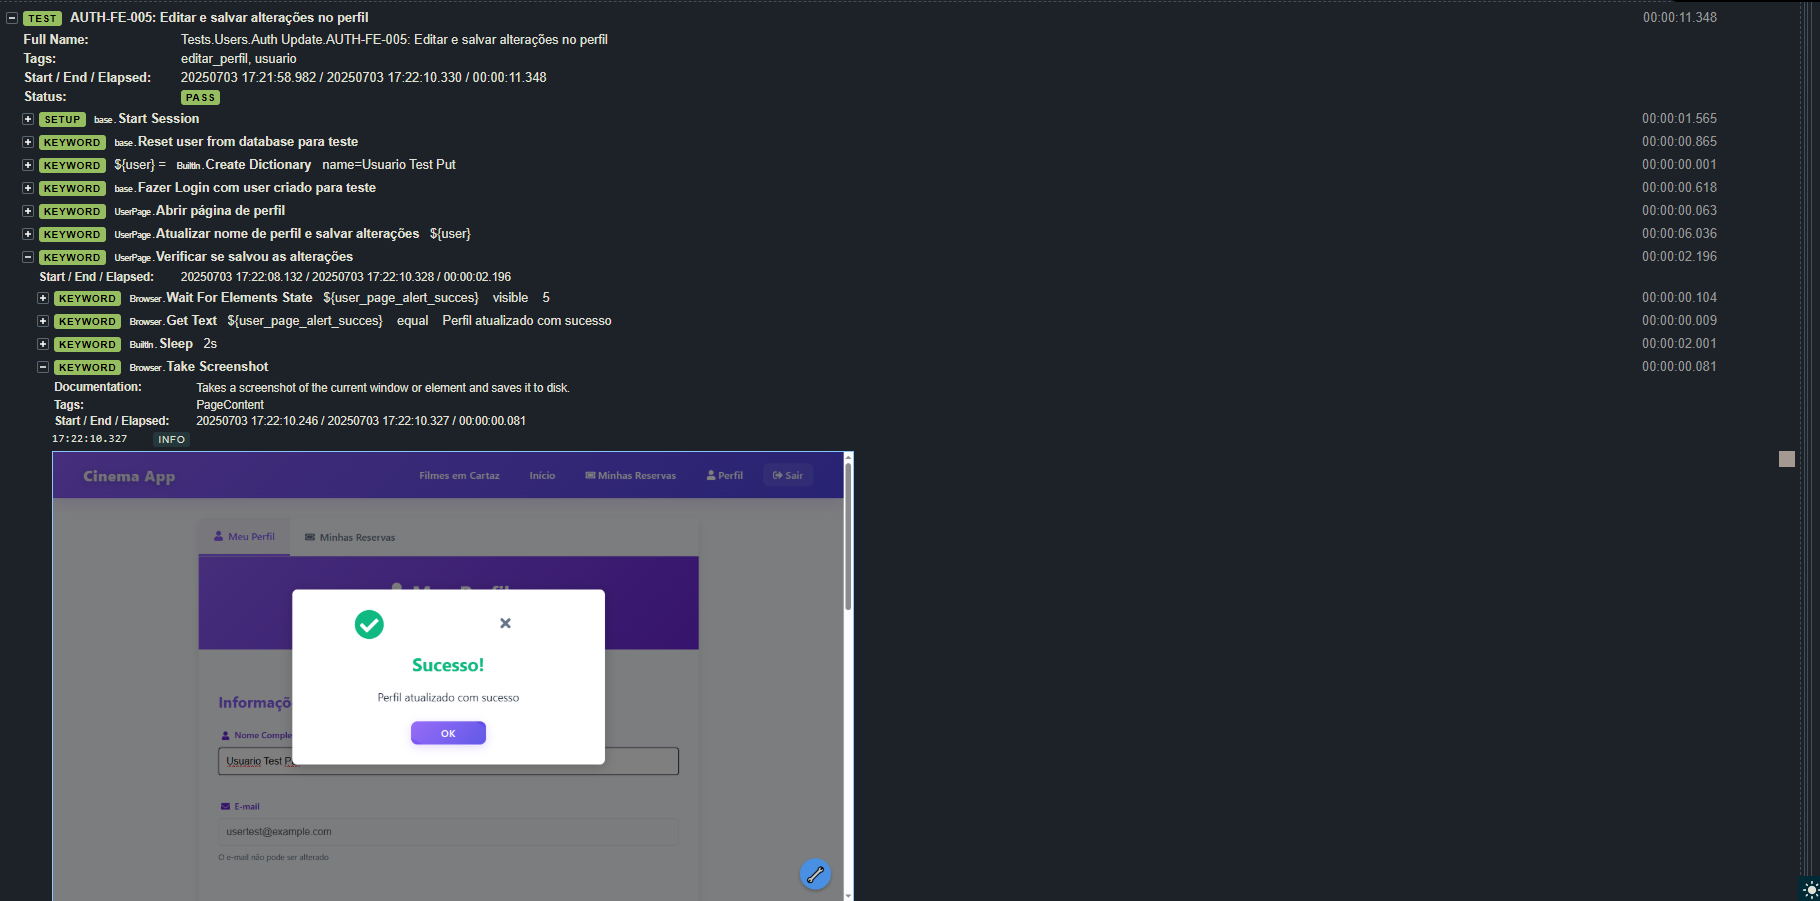 TEST AUTH-FE-005: Editar e salvar alterações no perfil 00:00:11.348
Full Name: Tests.Users.Auth Update.AUTH-FE-005: Editar e salvar alterações no perfil
Tags: editar_perfil, usuario
Start / End / Elapsed: 20250703 17:21:58.982 / 20250703 17:22:10.330 / 00:00:11.348
Status: PASS
SETUP base. Start Session 00:00:01.565
KEYWORD base. Reset user from database para teste 00:00:00.865
KEYWORD ${user} = BuiltIn. Create Dictionary name=Usuario Test Put 00:00:00.001
KEYWORD base. Fazer Login com user criado para teste 00:00:00.618
KEYWORD UserPage. Abrir página de perfil 00:00:00.063
KEYWORD UserPage. Atualizar nome de perfil e salvar alterações ${user} 00:00:06.036
KEYWORD UserPage. Verificar se salvou as alterações 00:00:02.196
Start / End / Elapsed: 20250703 17:22:08.132 / 20250703 17:22:10.328 / 00:00:02.196
KEYWORD Browser. Wait For Elements State ${user_page_alert_succes} visible 5 00:00:00.104
KEYWORD Browser. Get Text ${user_page_alert_succes} equal Perfil atualizado com sucesso 00:00:00.009
KEYWORD BuiltIn. Sleep 2s 00:00:02.001
KEYWORD Browser. Take Screenshot 00:00:00.081
Documentation: Takes a screenshot of the current window or element and saves it to disk.
Tags: PageContent
Start / End / Elapsed: 20250703 17:22:10.246 / 20250703 17:22:10.327 / 00:00:00.081
17:22:10.327 INFO
Cinema App Filmes em Cartaz Início Minhas Reservas Perfil Sair
Meu Perfil Minhas Reservas
Sucesso!
Perfil atualizado com sucesso
OK
Informaçõ
Nome Comple
Usuario Test P
E-mail
usertest@example.com
O e-mail não pode ser alterado